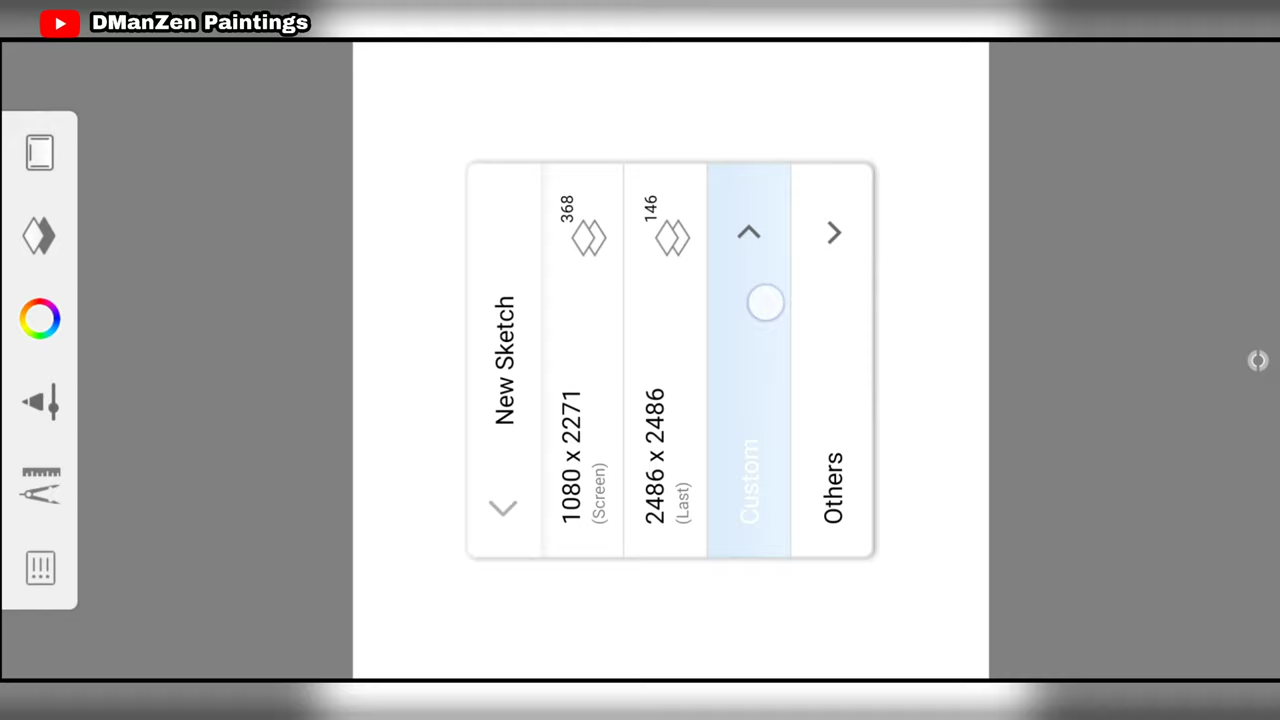 DManZen Paintings
New Sketch
1080 x 2271
(Screen)
368
2486 x 2486
(Last)
146
Custom
Others